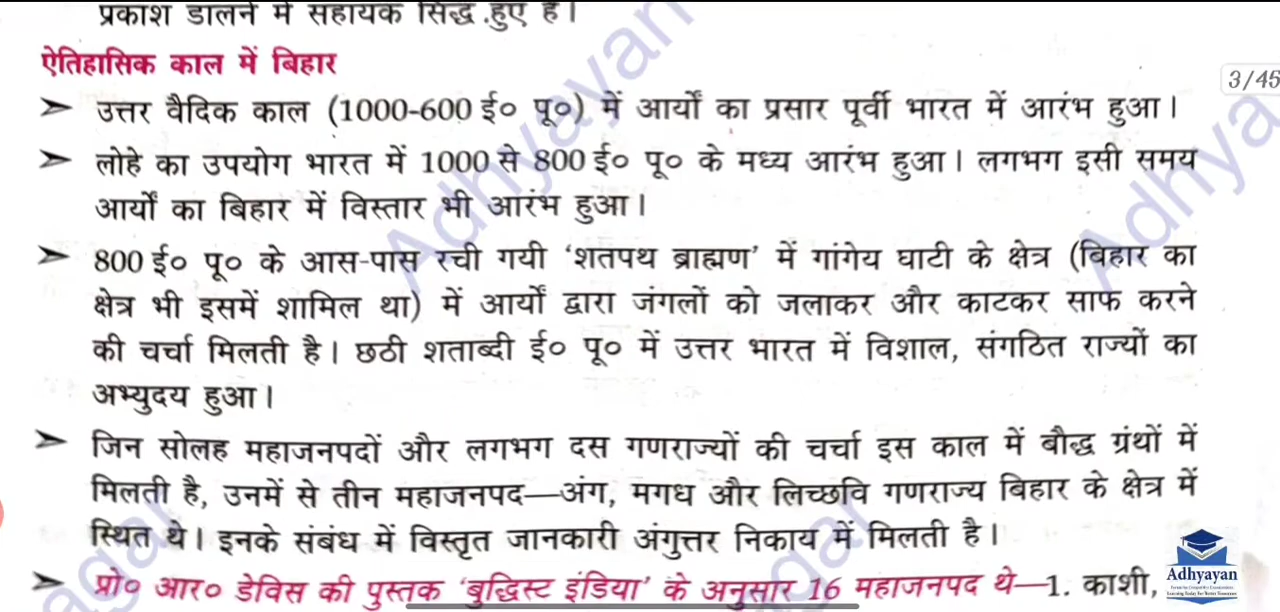 प्रकाश डालने में सहायक सिद्ध हुए हैं।
ऐतिहासिक काल में बिहार
3/45
➢ उत्तर वैदिक काल (1000-600 ई० पू०) में आर्यों का प्रसार पूर्वी भारत में आरंभ हुआ।
➢ लोहे का उपयोग भारत में 1000 से 800 ई० पू० के मध्य आरंभ हुआ। लगभग इसी समय
आर्यों का बिहार में विस्तार भी आरंभ हुआ।
➢ 800 ई० पू० के आस-पास रची गयी ‘शतपथ ब्राह्मण’ में गांगेय घाटी के क्षेत्र (बिहार का
क्षेत्र भी इसमें शामिल था) में आर्यों द्वारा जंगलों को जलाकर और काटकर साफ करने
की चर्चा मिलती है। छठी शताब्दी ई० पू० में उत्तर भारत में विशाल, संगठित राज्यों का
अभ्युदय हुआ।
➢ जिन सोलह महाजनपदों और लगभग दस गणराज्यों की चर्चा इस काल में बौद्ध ग्रंथों में
मिलती है, उनमें से तीन महाजनपद—अंग, मगध और लिच्छवि गणराज्य बिहार के क्षेत्र में
स्थित थे। इनके संबंध में विस्तृत जानकारी अंगुत्तर निकाय में मिलती है।
➢ प्रो० आर० डेविस की पुस्तक ‘बुद्धिस्ट इंडिया’ के अनुसार 16 महाजनपद थे—1. काशी,
Adhyayan
Adhya
agar
gar
Adhyayan